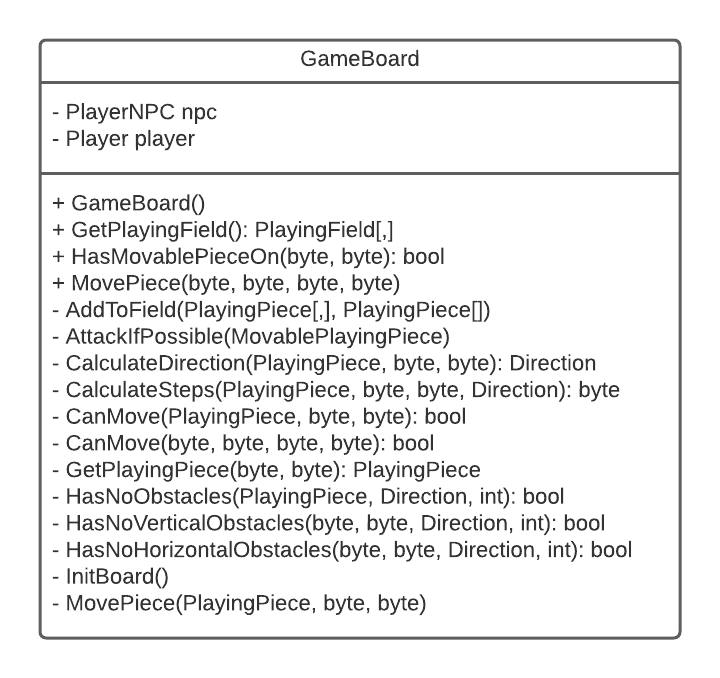 GameBoard
- PlayerNPC npc
- Player player
+ GameBoard()
+ GetPlayingField(): PlayingField[,]
+ HasMovablePieceOn(byte, byte): bool
+ MovePiece(byte, byte, byte, byte)
- AddToField(PlayingPiece[,], PlayingPiece[])
- AttackIfPossible(MovablePlayingPiece)
- CalculateDirection(PlayingPiece, byte, byte): Direction
- CalculateSteps(PlayingPiece, byte, byte, Direction): byte
- CanMove(PlayingPiece, byte, byte): bool
- CanMove(byte, byte, byte, byte): bool
- GetPlayingPiece(byte, byte): PlayingPiece
- HasNoObstacles(PlayingPiece, Direction, int): bool
- HasNoVerticalObstacles(byte, byte, Direction, int): bool
- HasNoHorizontalObstacles(byte, byte, Direction, int): bool
- InitBoard()
- MovePiece(PlayingPiece, byte, byte)